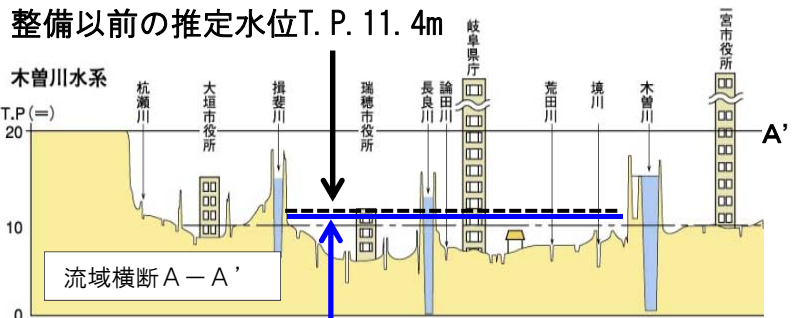 整備以前の推定水位T.P.11.4m
木曽川水系
T.P(=)
20
10
0
杭瀬川
大垣市役所
揖斐川
瑞穂市役所
長良川
論田川
岐阜県庁
荒田川
境川
木曽川
一宮市役所
A’
流域横断A－A’